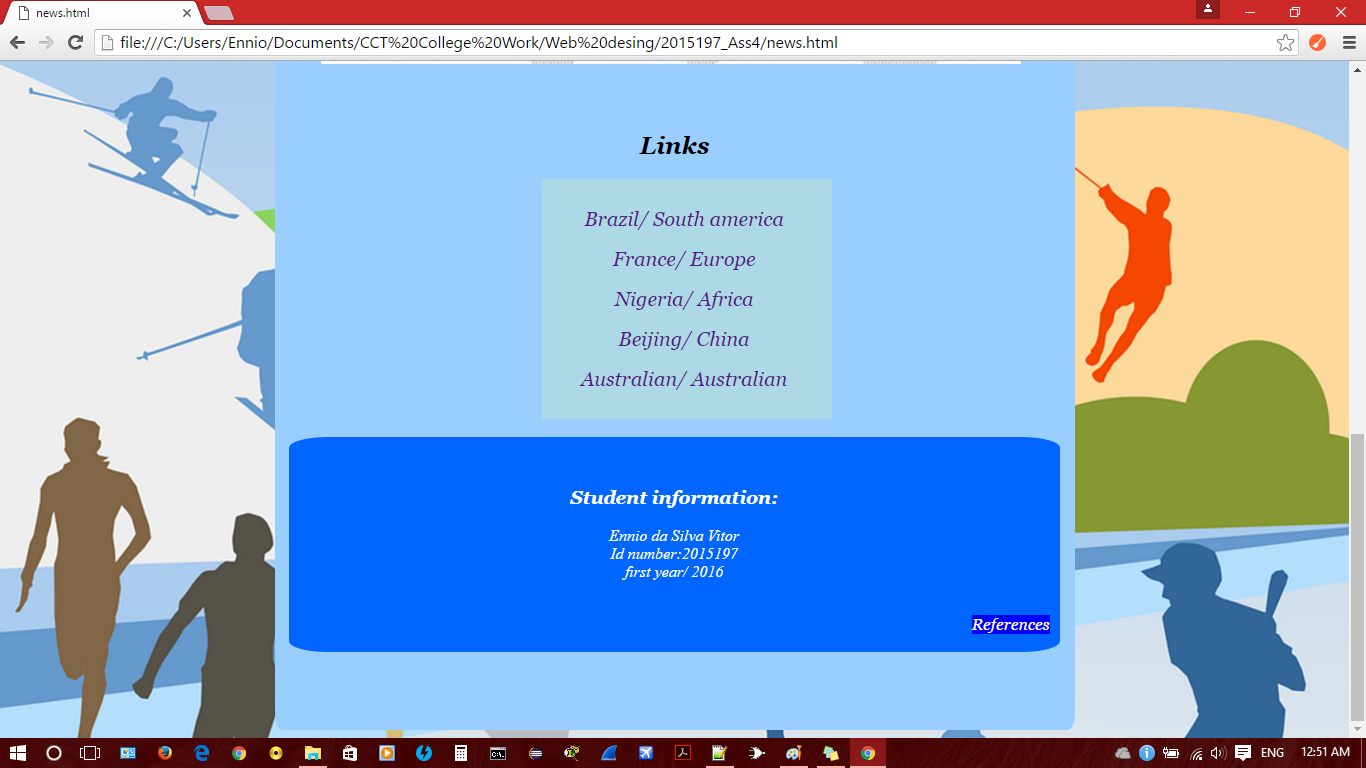 news.html
file:///C:/Users/Ennio/Documents/CCT%20College%20Work/Web%20desing/2015197_Ass4/news.html
Links
Brazil/ South america
France/ Europe
Nigeria/ Africa
Beijing/ China
Australian/ Australian
Student information:
Ennio da Silva Vitor
Id number:2015197
first year/ 2016
References
ENG
12:51 AM